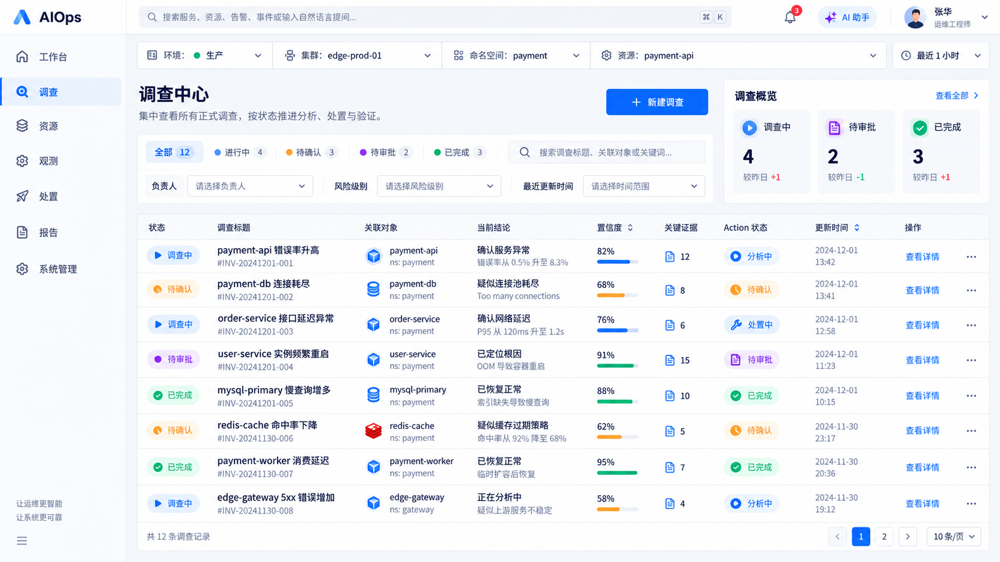 AIOps
搜索服务、资源、告警、事件或输入自然语言提问...
⌘ K
3
AI 助手
张华
运维工程师
工作台
调查
资源
观测
处置
报告
系统管理
让运维更智能
让系统更可靠
环境： 生产
集群：edge-prod-01
命名空间：payment
资源：payment-api
最近 1 小时
调查中心
集中查看所有正式调查，按状态推进分析、处置与验证。
+ 新建调查
调查概览
查看全部
调查中
4
较昨日 +1
待审批
2
较昨日 -1
已完成
3
较昨日 +1
全部 12
进行中 4
待确认 3
待审批 2
已完成 3
搜索调查标题、关联对象或关键词...
负责人 请选择负责人
风险级别 请选择风险级别
最近更新时间 请选择时间范围
状态 调查标题 关联对象 当前结论 置信度 关键证据 Action 状态 更新时间 操作
调查中
payment-api 错误率升高
#INV-20241201-001
payment-api
ns: payment
确认服务异常
错误率从 0.5% 升至 8.3%
82%
12
分析中
2024-12-01
13:42
查看详情
待确认
payment-db 连接耗尽
#INV-20241201-002
payment-db
ns: payment
疑似连接池耗尽
Too many connections
68%
8
待确认
2024-12-01
13:41
查看详情
调查中
order-service 接口延迟异常
#INV-20241201-003
order-service
ns: payment
确认网络延迟
P95 从 120ms 升至 1.2s
76%
6
处置中
2024-12-01
12:58
查看详情
待审批
user-service 实例频繁重启
#INV-20241201-004
user-service
ns: payment
已定位根因
OOM 导致容器重启
91%
15
待审批
2024-12-01
11:23
查看详情
已完成
mysql-primary 慢查询增多
#INV-20241201-005
mysql-primary
ns: payment
已恢复正常
索引缺失导致慢查询
88%
10
已完成
2024-12-01
10:15
查看详情
待确认
redis-cache 命中率下降
#INV-20241130-006
redis-cache
ns: payment
疑似缓存过期策略
命中率从 92% 降至 68%
62%
5
待确认
2024-11-30
23:17
查看详情
已完成
payment-worker 消费延迟
#INV-20241130-007
payment-worker
ns: payment
已恢复正常
临时扩容后恢复
95%
7
已完成
2024-11-30
20:36
查看详情
调查中
edge-gateway 5xx 错误增加
#INV-20241130-008
edge-gateway
ns: gateway
正在分析中
疑似上游服务不稳定
58%
4
分析中
2024-11-30
19:12
查看详情
共 12 条调查记录
1 2
10 条/页